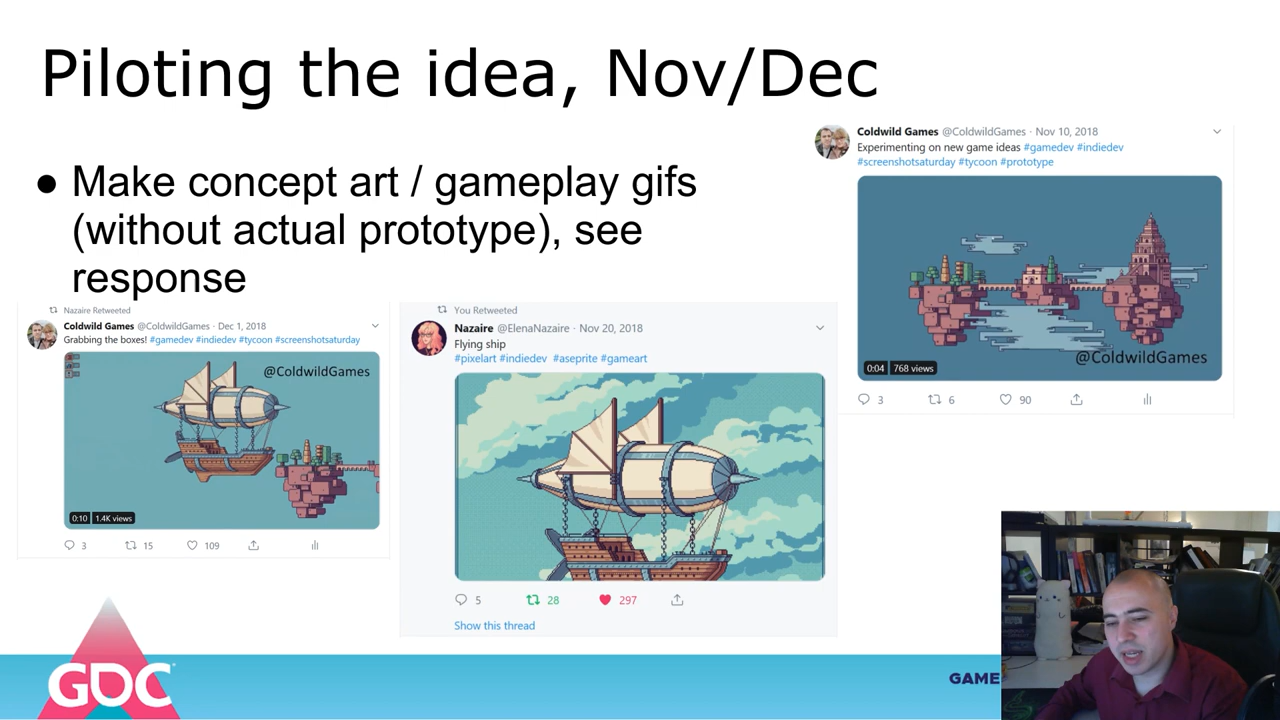 Piloting the idea, Nov/Dec
● Make concept art / gameplay gifs
(without actual prototype), see
response
Coldwild Games @ColdwildGames · Nov 10, 2018
Experimenting on new game ideas #gamedev #indiedev
#screenshotsaturday #tycoon #prototype
@ColdwildGames
0:04 768 views
3 6 90
Nazaire Retweeted
Coldwild Games @ColdwildGames · Dec 1, 2018
Grabbing the boxes! #gamedev #indiedev #tycoon #screenshotsaturday
@ColdwildGames
0:10 1.4K views
3 15 109
You Retweeted
Nazaire @ElenaNazaire · Nov 20, 2018
Flying ship
#pixelart #indiedev #aseprite #gameart
5 28 297
Show this thread
GDC
GAME